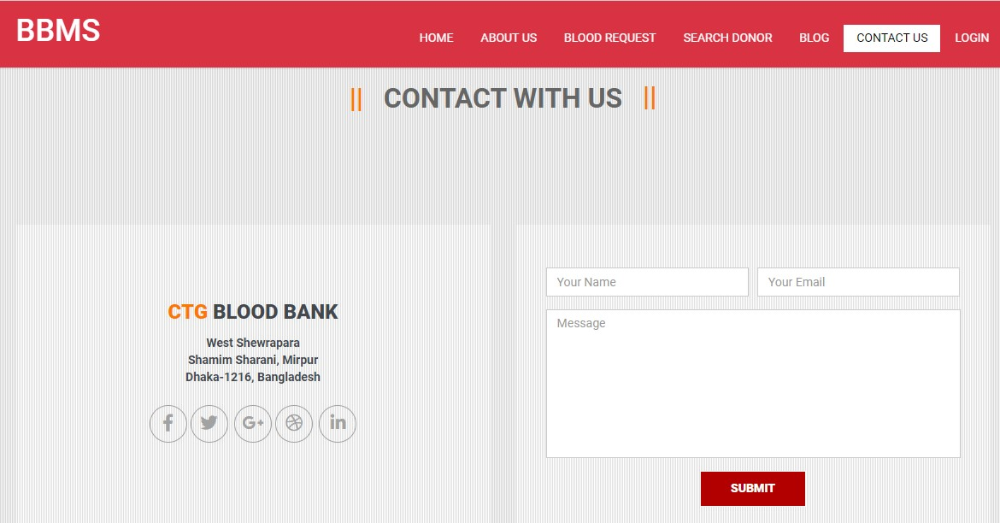 BBMS
HOME ABOUT US BLOOD REQUEST SEARCH DONOR BLOG CONTACT US LOGIN
|| CONTACT WITH US ||
Your Name Your Email
Message
CTG BLOOD BANK
West Shewrapara
Shamim Sharani, Mirpur
Dhaka-1216, Bangladesh
f G+ in
SUBMIT